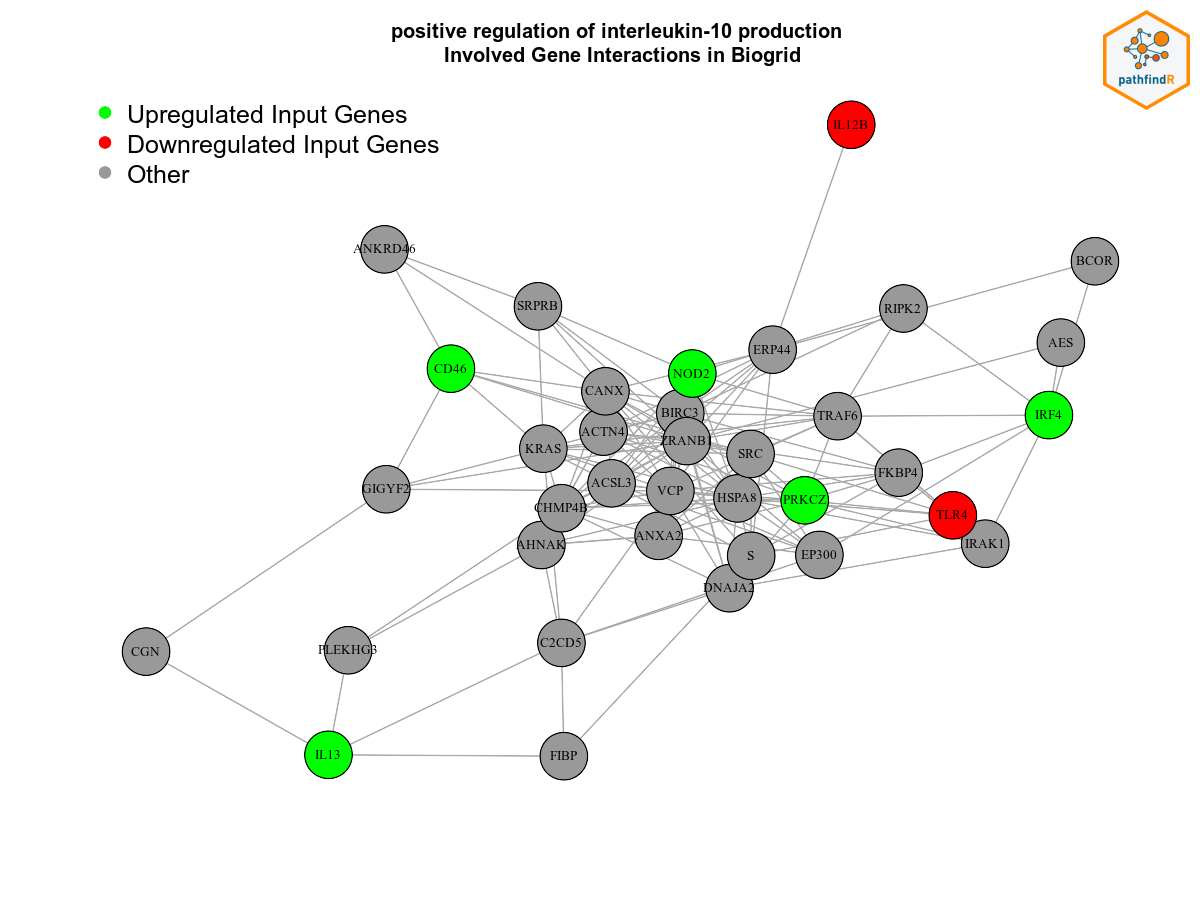 positive regulation of interleukin-10 production
Involved Gene Interactions in Biogrid
pathfindR
Upregulated Input Genes
Downregulated Input Genes
Other
IL12B
ANKRD46
BCOR
SRPRB
RIPK2
AES
ERP44
CD46
NOD2
CANX
BIRC3
TRAF6
IRF4
ACTN4
ZRANB1
KRAS
SRC
FKBP4
GIGYF2
ACSL3
VCP
HSPA8
PRKCZ
CHMP4B
TLR4
AHNAK
ANXA2
S
EP300
IRAK1
DNAJA2
C2CD5
CGN
PLEKHG3
IL13
FIBP